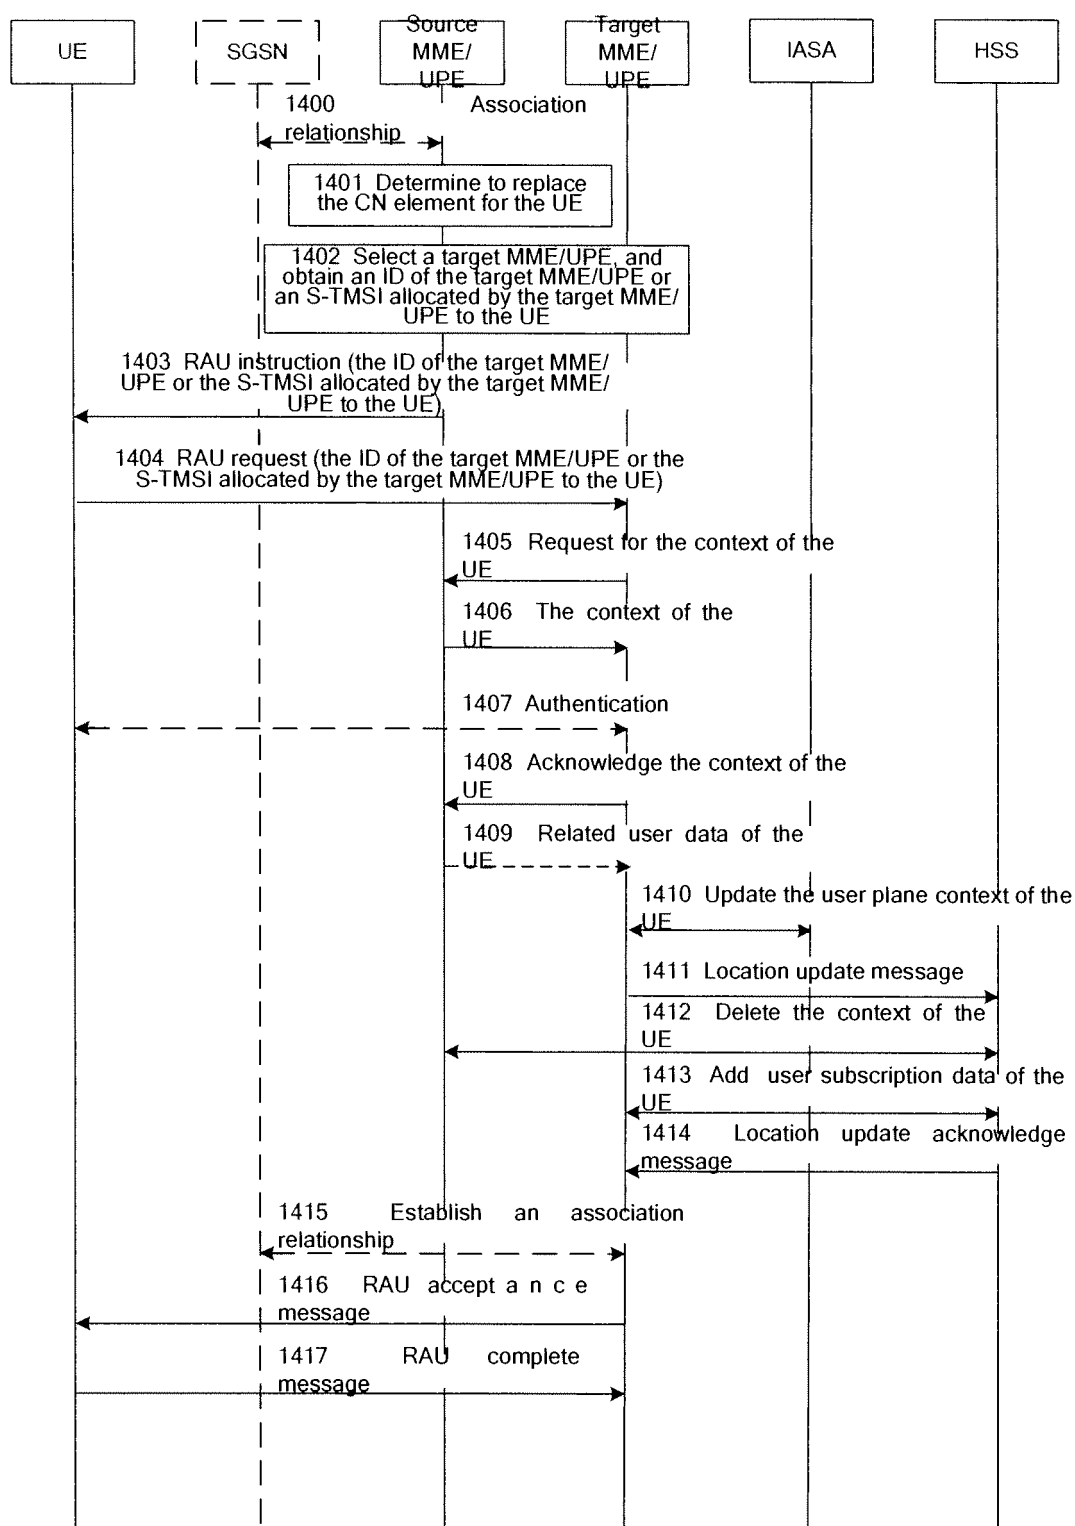 UE
SGSN
Source
MME/
UPE
Target
MME/
UPE
IASA
HSS
1400 Association
relationship
1401 Determine to replace
the CN element for the UE
1402 Select a target MME/UPE, and
obtain an ID of the target MME/UPE or
an S-TMSI allocated by the target MME/
UPE to the UE
1403 RAU instruction (the ID of the target MME/
UPE or the S-TMSI allocated by the target MME/
UPE to the UE)
1404 RAU request (the ID of the target MME/UPE or the
S-TMSI allocated by the target MME/UPE to the UE)
1405 Request for the context of the
UE
1406 The context of the
UE
1407 Authentication
1408 Acknowledge the context of the
UE
1409 Related user data of the
UE
1410 Update the user plane context of the
UE
1411 Location update message
1412 Delete the context of the
UE
1413 Add user subscription data of the
UE
1414 Location update acknowledge
message
1415 Establish an association
relationship
1416 RAU accept a n c e
message
1417 RAU complete
message